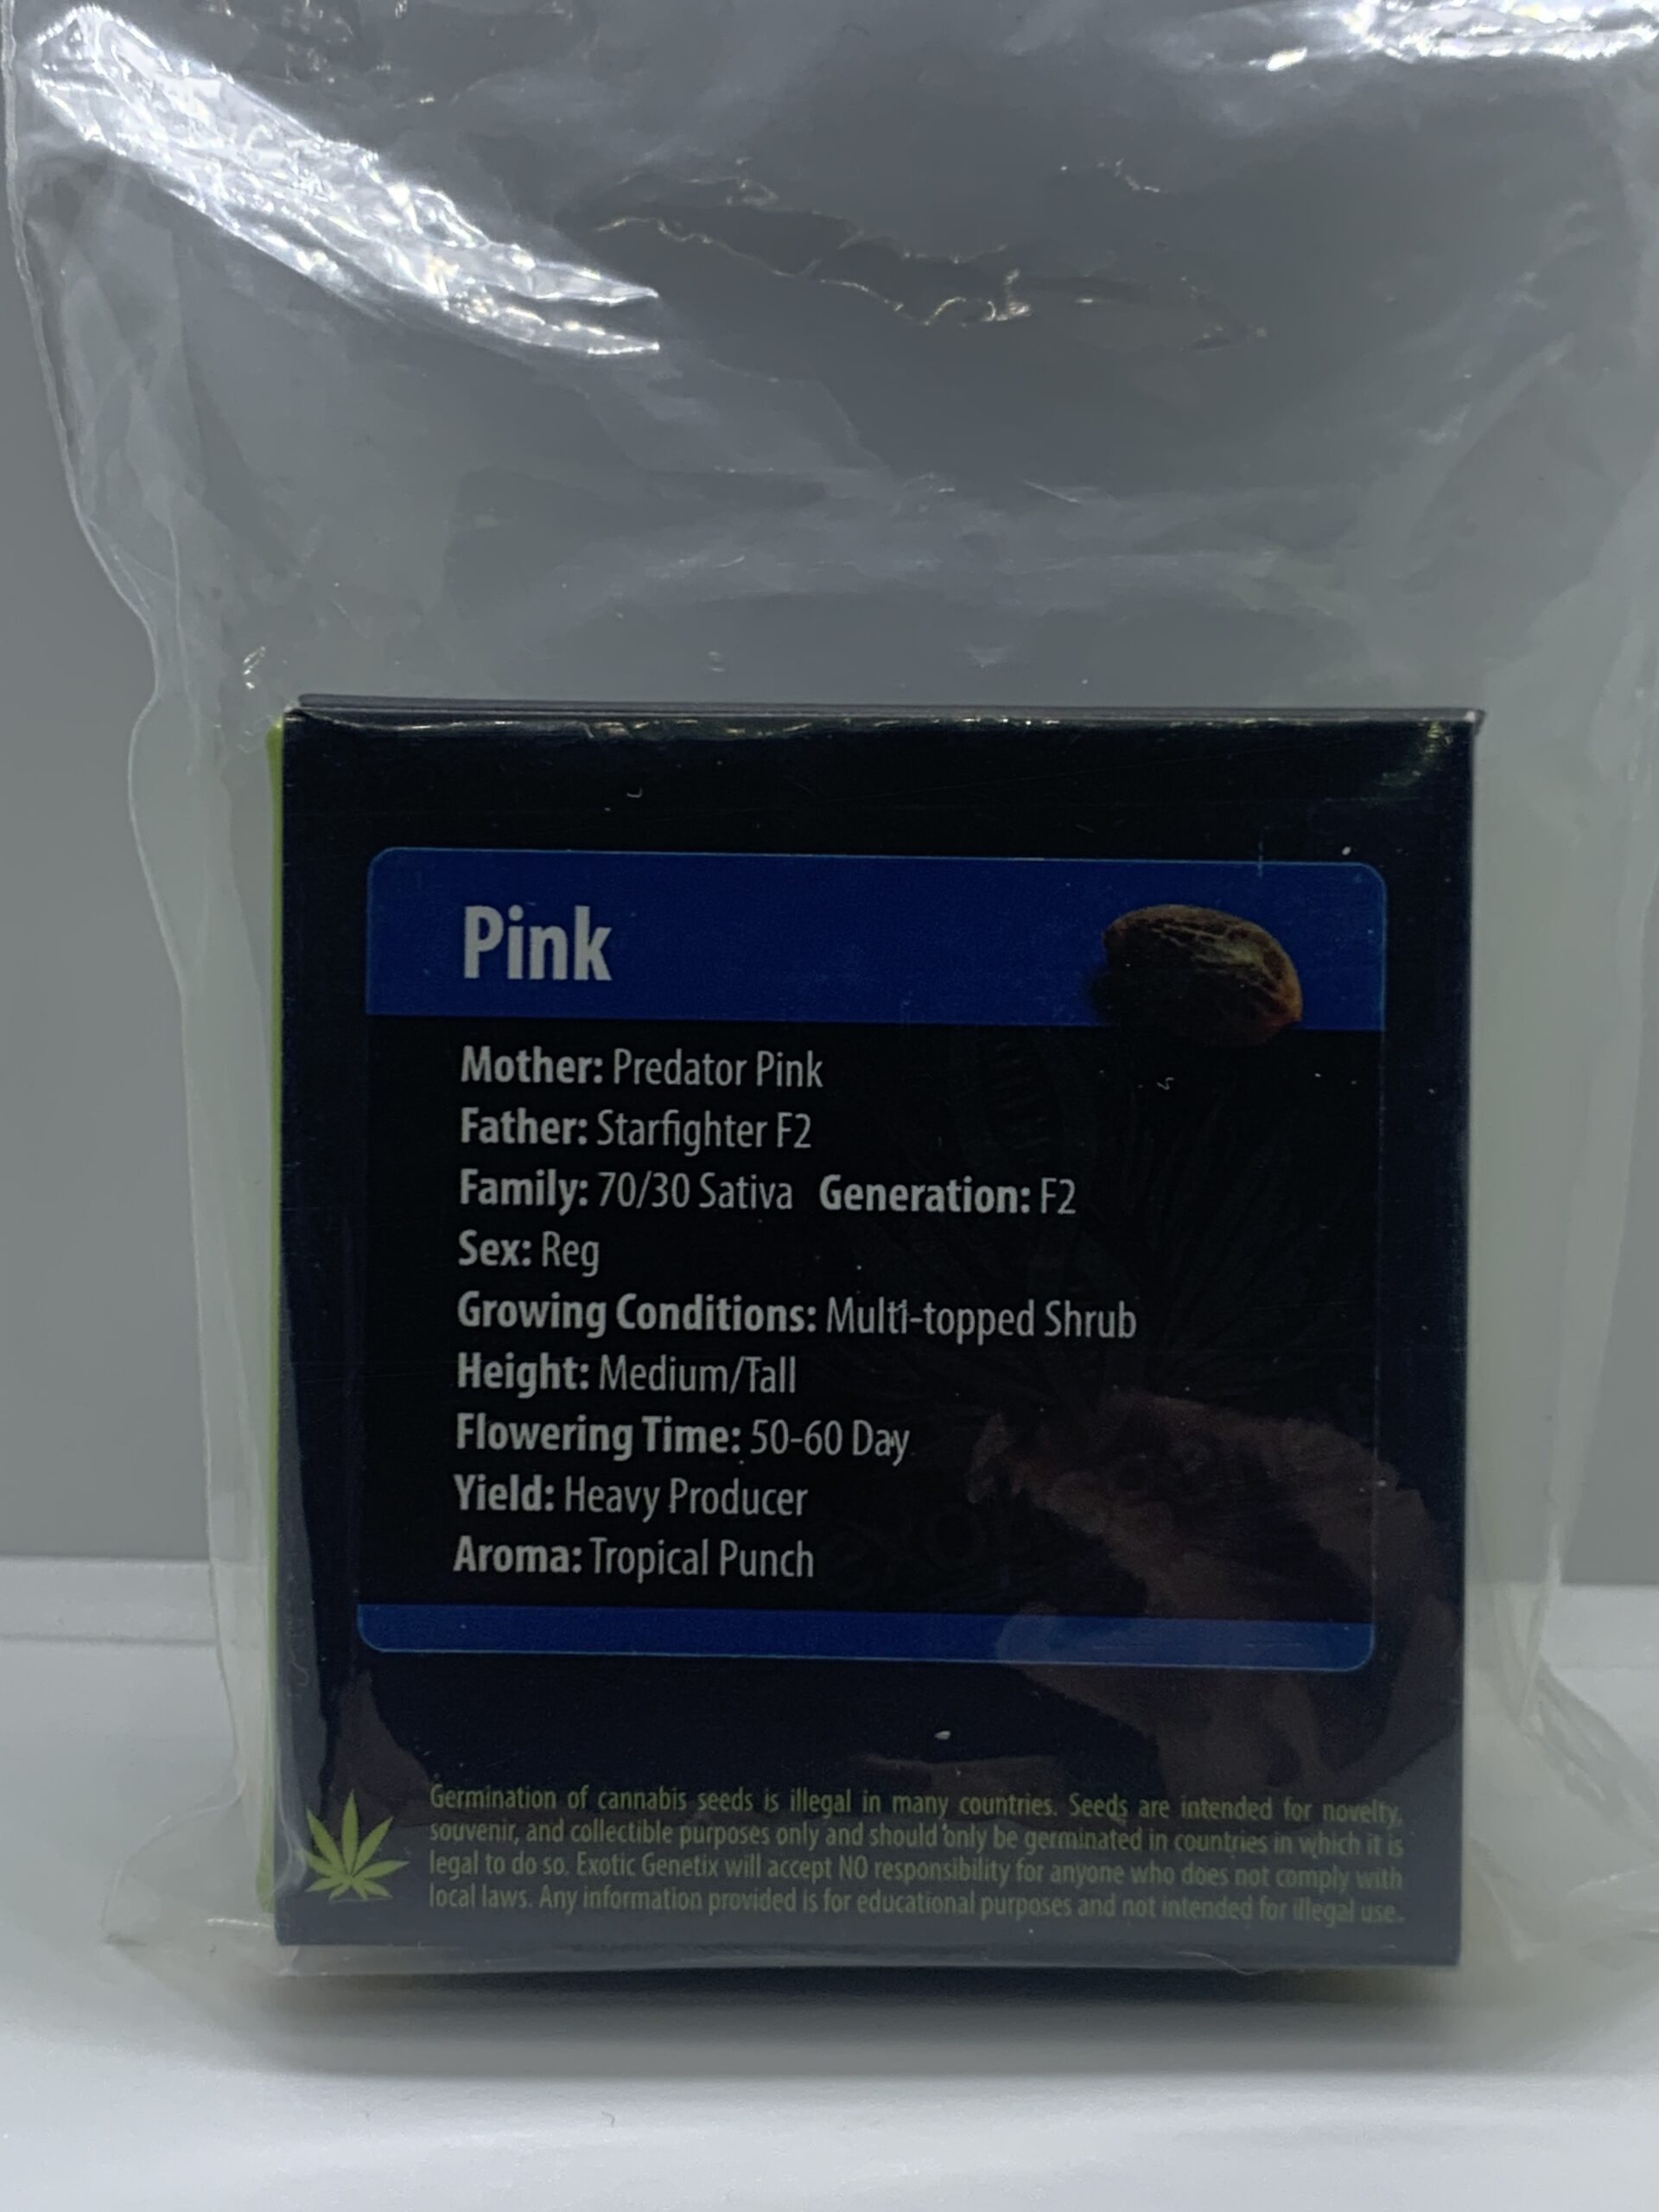 Pink
Mother: Predator Pink
Father: Starfighter F2
Family: 70/30 Sativa Generation: F2
Sex: Reg
Growing Conditions: Multi-topped Shrub
Height: Medium/Tall
Flowering Time: 50-60 Day
Yield: Heavy Producer
Aroma: Tropical Punch
Germination of cannabis seeds is illegal in many countries. Seeds are intended for novelty,
souvenir, and collectible purposes only and should only be germinated in countries in which it is
legal to do so. Exotic Genetix will accept NO responsibility for anyone who does not comply with
local laws. Any information provided is for educational purposes and not intended for illegal use.